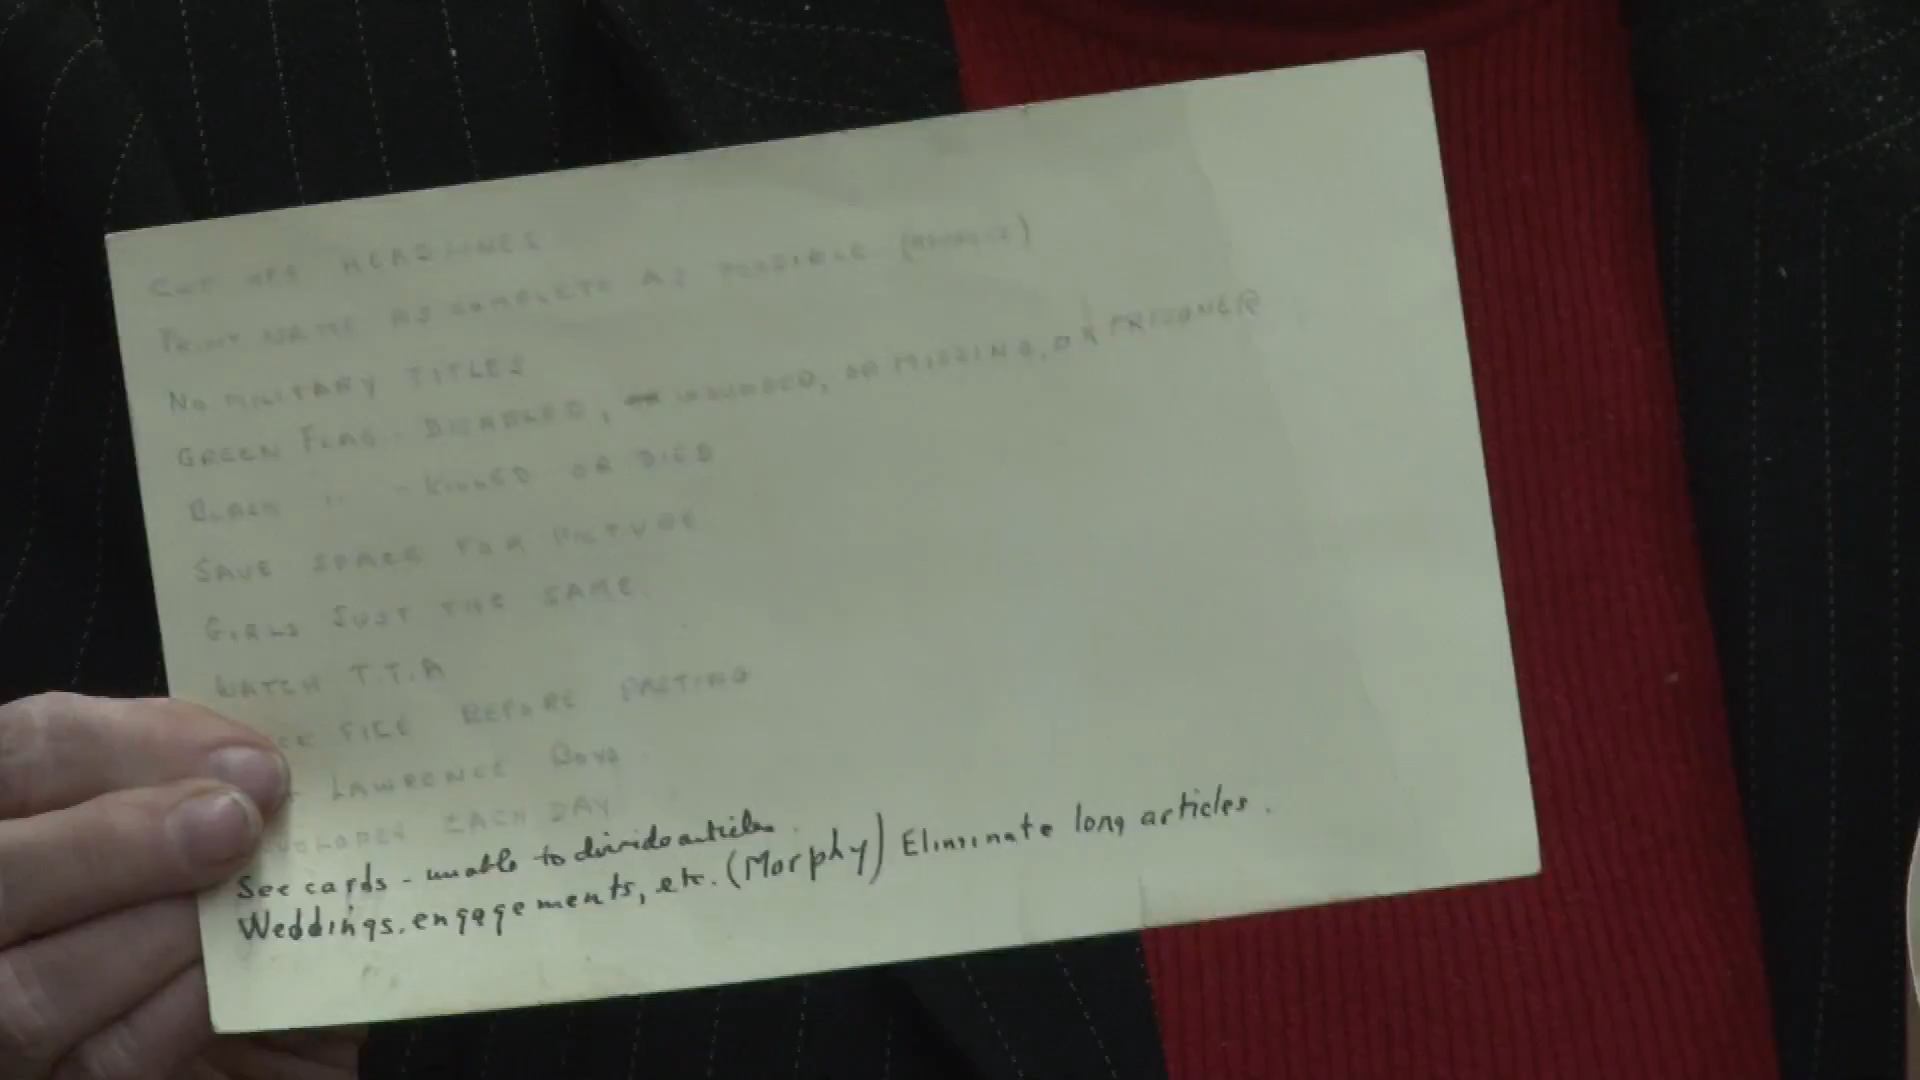 CUT OFF HEADLINES
PRINT NAME AS COMPLETE AS POSSIBLE
NO MILITARY TITLES
GREEN FLAG - DISABLED, WOUNDED, OR MISSING, OR PRISONER
BLACK " - KILLED OR DIED
SAVE SPACE FOR PICTURE
GIRLS JUST THE SAME
WATCH T.T.A
FILE BEFORE PASTING
LAWRENCE BOYS
EACH DAY
See cards - unable to divide articles.
Weddings, engagements, etc. (Morphy) Eliminate long articles.